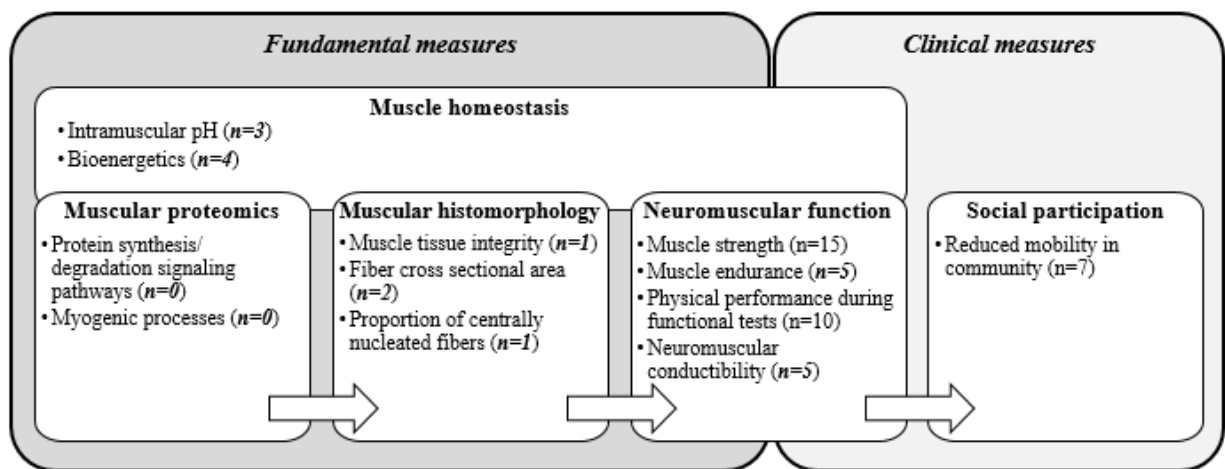 Fundamental measures
Clinical measures
Muscle homeostasis
•Intramuscular pH (n=3)
•Bioenergetics (n=4)
Muscular proteomics
•Protein synthesis/
degradation signaling
pathways (n=0)
•Myogenic processes (n=0)
Muscular histomorphology
•Muscle tissue integrity (n=1)
•Fiber cross sectional area
(n=2)
•Proportion of centrally
nucleated fibers (n=1)
Neuromuscular function
•Muscle strength (n=15)
•Muscle endurance (n=5)
•Physical performance during
functional tests (n=10)
•Neuromuscular
conductibility (n=5)
Social participation
•Reduced mobility in
community (n=7)